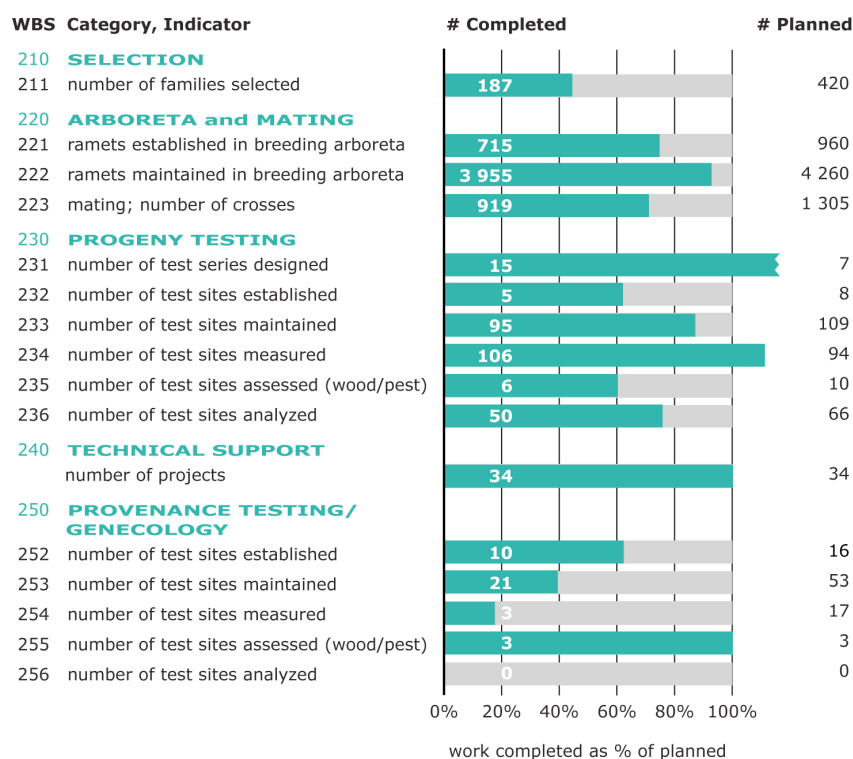 WBS Category, Indicator # Completed # Planned
210 SELECTION
211 number of families selected 187 420
220 ARBORETA and MATING
221 ramets established in breeding arboreta 715 960
222 ramets maintained in breeding arboreta 3 955 4 260
223 mating; number of crosses 919 1 305
230 PROGENY TESTING
231 number of test series designed 15 7
232 number of test sites established 5 8
233 number of test sites maintained 95 109
234 number of test sites measured 106 94
235 number of test sites assessed (wood/pest) 6 10
236 number of test sites analyzed 50 66
240 TECHNICAL SUPPORT
number of projects 34 34
250 PROVENANCE TESTING/
GENECOLOGY
252 number of test sites established 10 16
253 number of test sites maintained 21 53
254 number of test sites measured 3 17
255 number of test sites assessed (wood/pest) 3 3
256 number of test sites analyzed 0 0
0% 20% 40% 60% 80% 100%
work completed as % of planned